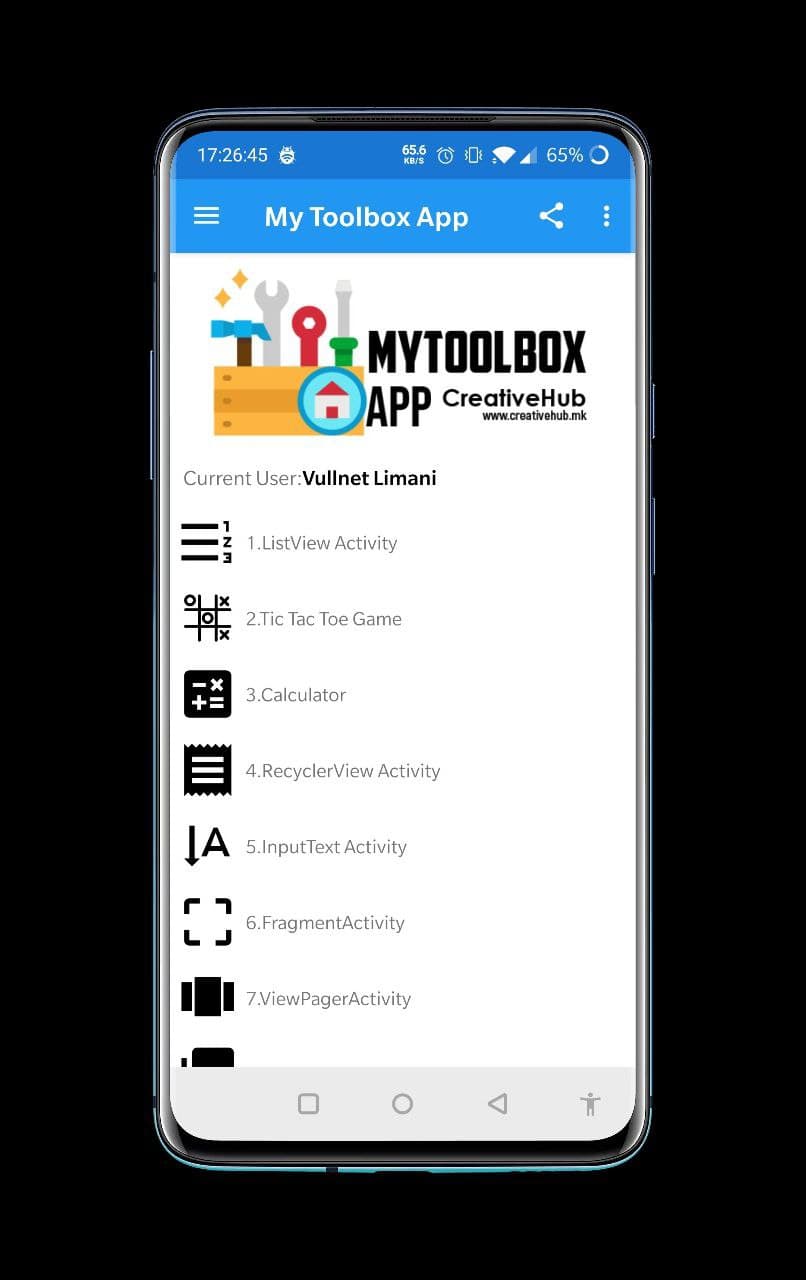 17:26:45 65.6 KB/S 65%
My Toolbox App
MYTOOLBOX
APP CreativeHub
www.creativehub.mk
Current User:Vullnet Limani
1.ListView Activity
2.Tic Tac Toe Game
3.Calculator
4.RecyclerView Activity
5.InputText Activity
6.FragmentActivity
7.ViewPagerActivity